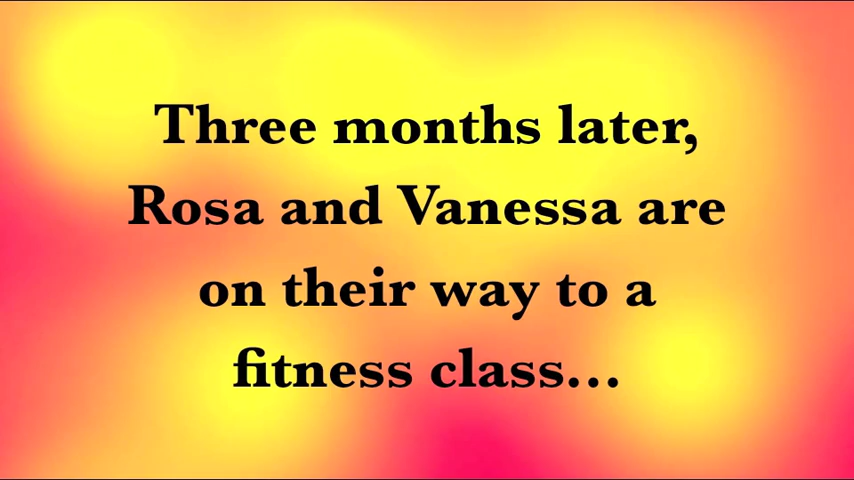 Three months later,
Rosa and Vanessa are
on their way to a
fitness class...